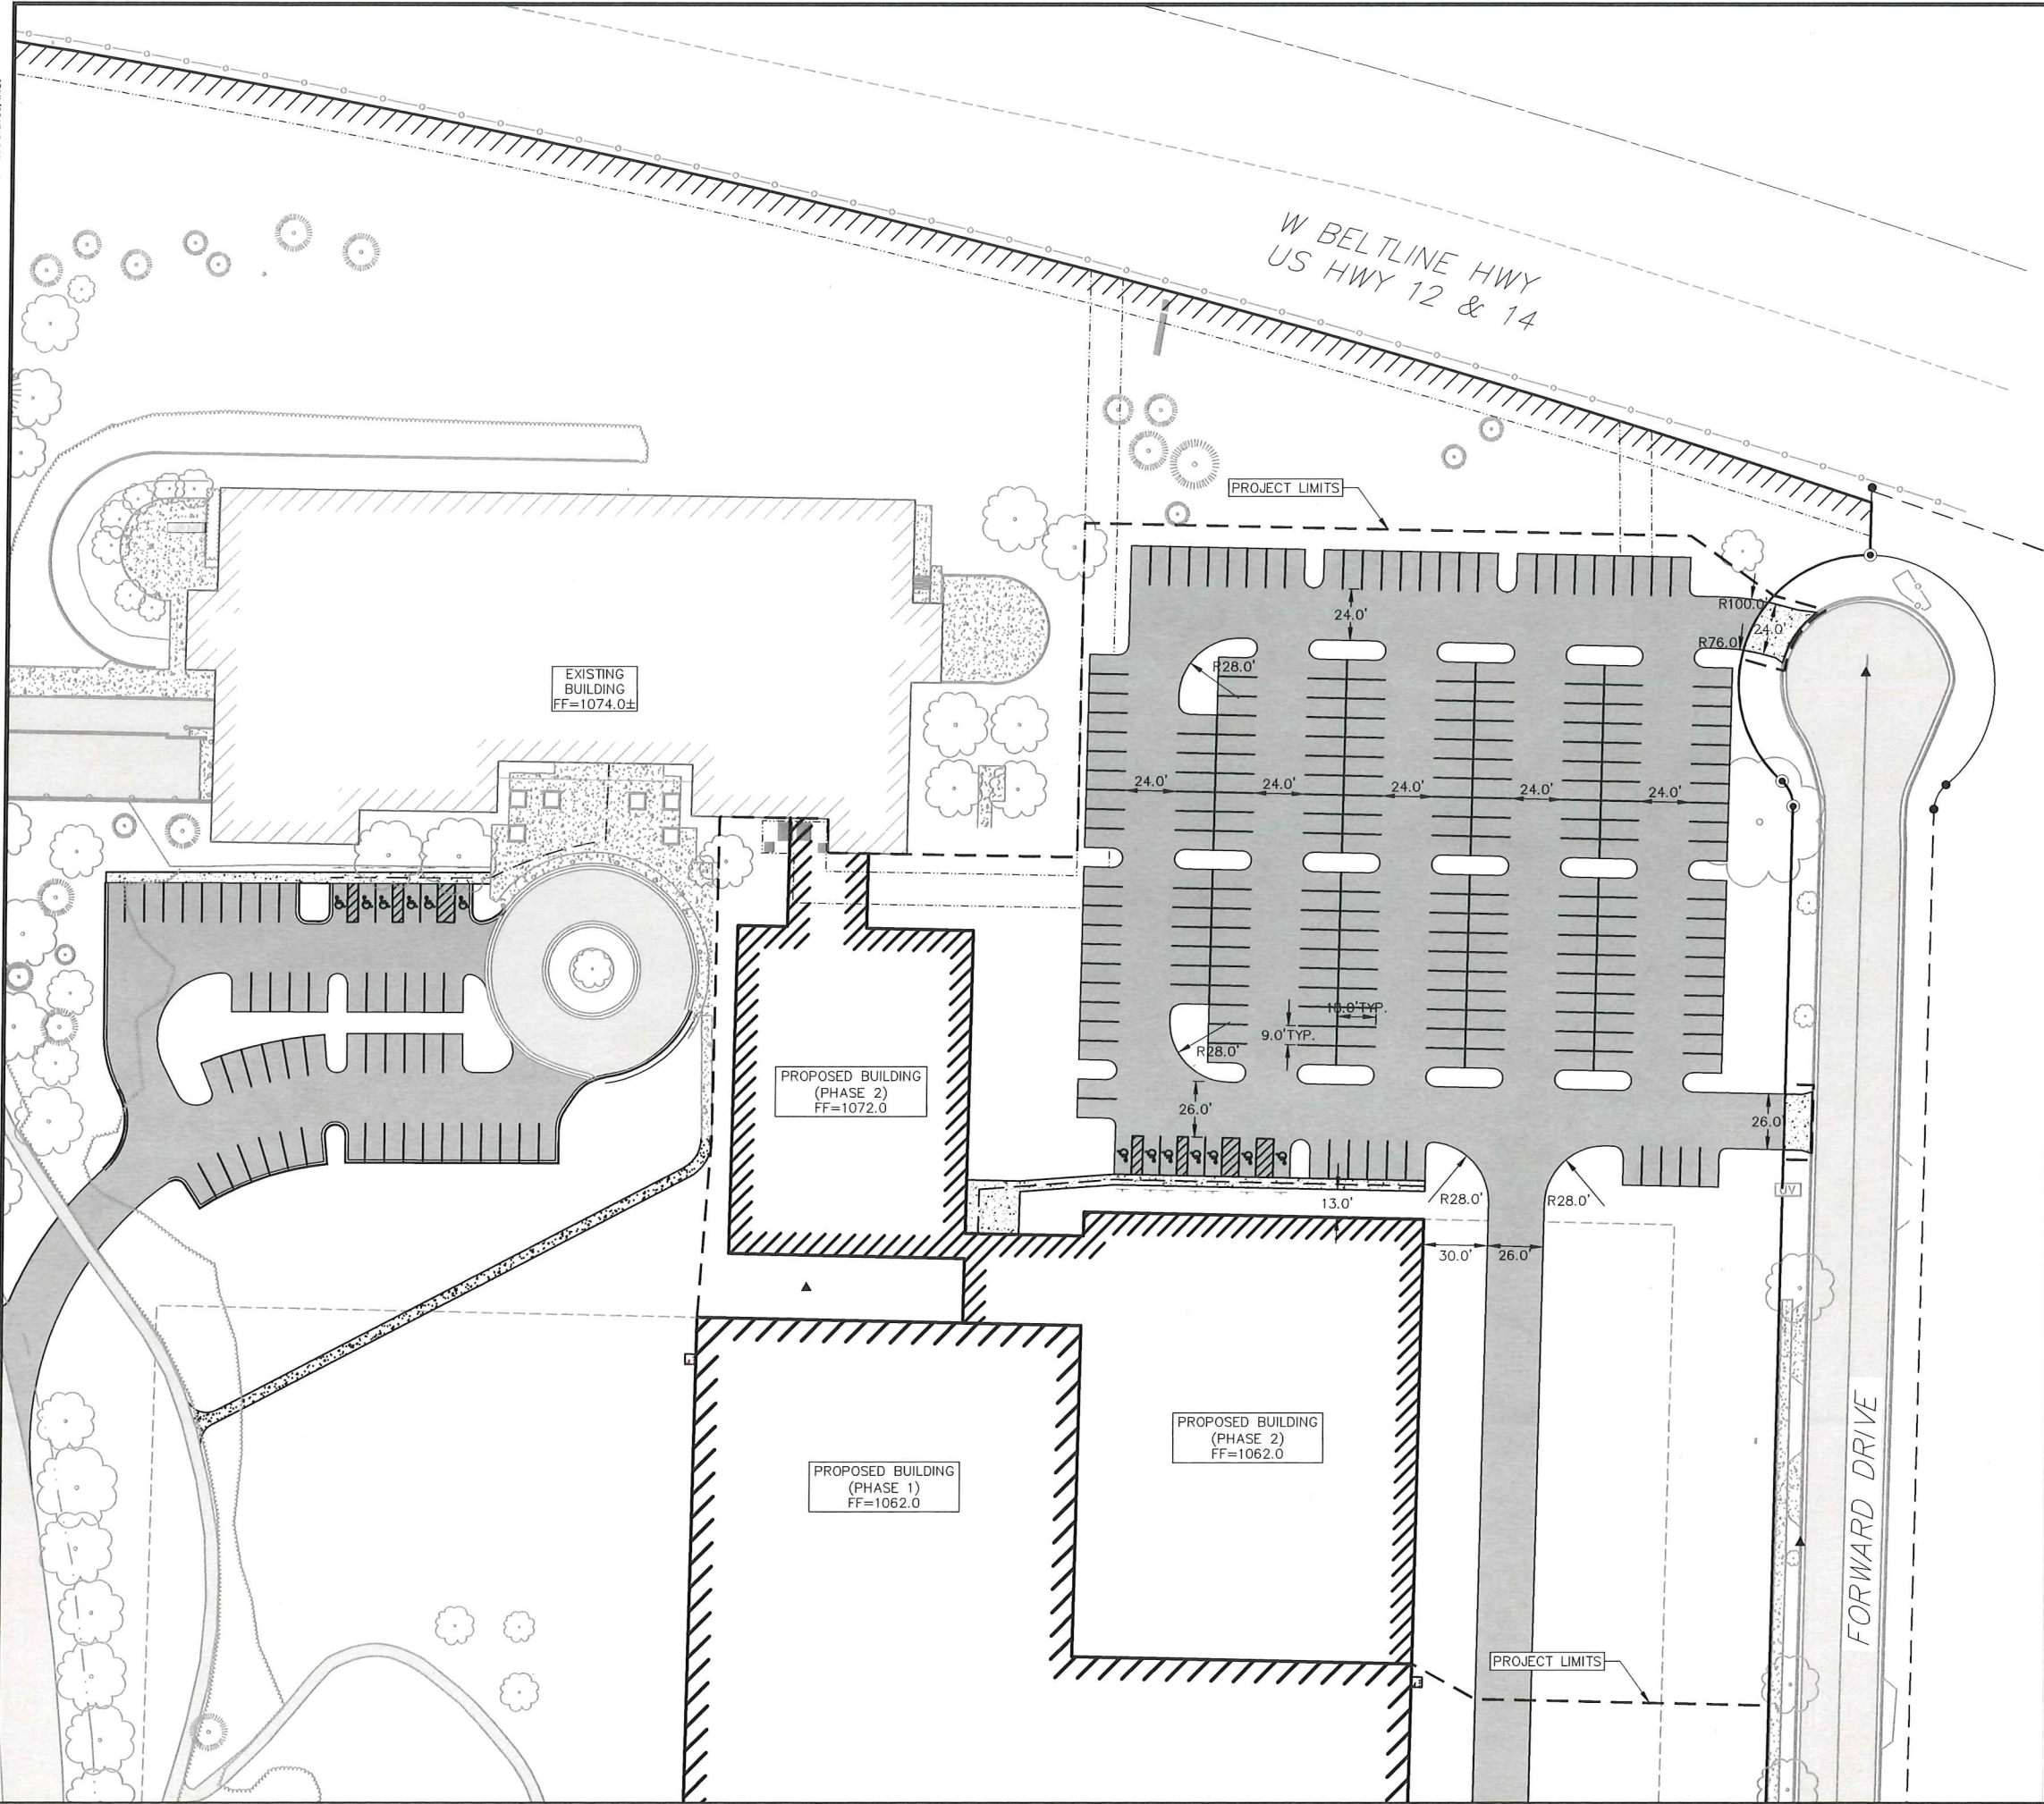 W BELTLINE HWY
US HWY 12 & 14
PROJECT LIMITS
24.0'
R100.0'
24.0'
R76.0'
R28.0'
EXISTING
BUILDING
FF=1074.0±
24.0'
24.0'
24.0'
24.0'
24.0'
18.0'TYP.
9.0'TYP.
R28.0'
PROPOSED BUILDING
(PHASE 2)
FF=1072.0
26.0'
26.0'
13.0'
R28.0'
R28.0'
UV
30.0'
26.0'
PROPOSED BUILDING
(PHASE 2)
FF=1062.0
PROPOSED BUILDING
(PHASE 1)
FF=1062.0
FORWARD DRIVE
PROJECT LIMITS